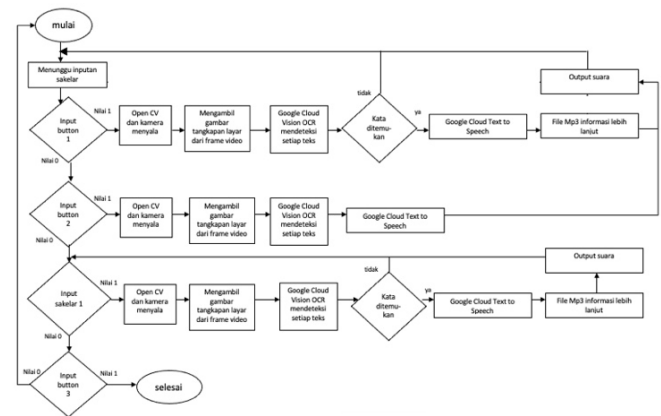 mulai
Menunggu inputan
sakelar
Input
button
1
Nilai 1
Nilai 0
Open CV
dan kamera
menyala
Mengambil
gambar
tangkapan layar
dari frame video
Google Cloud
Vision OCR
mendeteksi
setiap teks
tidak
Kata
ditemu-
kan
ya
Google Cloud Text to
Speech
File Mp3 informasi lebih
lanjut
Output suara
Input
button
2
Nilai 1
Nilai 0
Open CV
dan kamera
menyala
Mengambil
gambar
tangkapan layar
dari frame video
Google Cloud
Vision OCR
mendeteksi
setiap teks
Google Cloud Text to
Speech
Input
sakelar 1
Nilai 1
Nilai 0
Open CV
dan kamera
menyala
Mengambil
gambar
tangkapan layar
dari frame video
Google Cloud
Vision OCR
mendeteksi
setiap teks
tidak
Kata
ditemu-
kan
ya
Google Cloud Text to
Speech
File Mp3 informasi lebih
lanjut
Output suara
Nilai 0
Input
button
3
Nilai 1
selesai